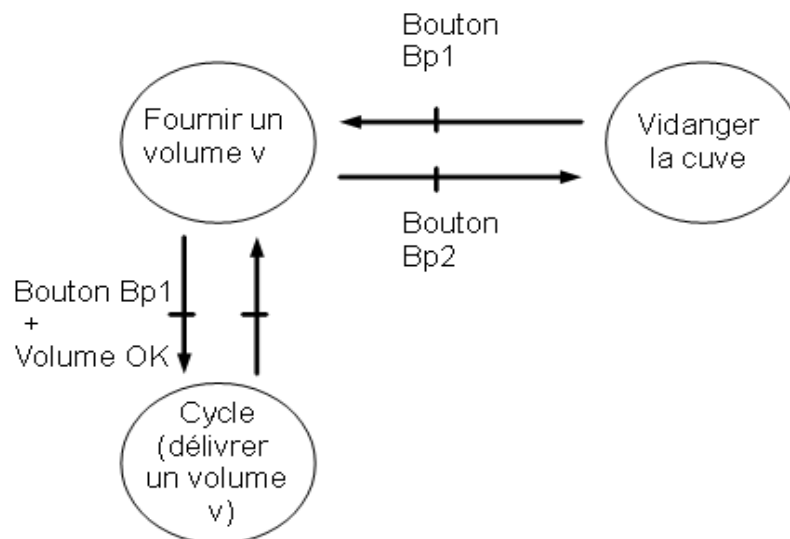 Bouton
Bp1
Fournir un
volume v
Vidanger
la cuve
Bouton
Bp2
Bouton Bp1
+
Volume OK
Cycle
(délivrer
un volume
v)